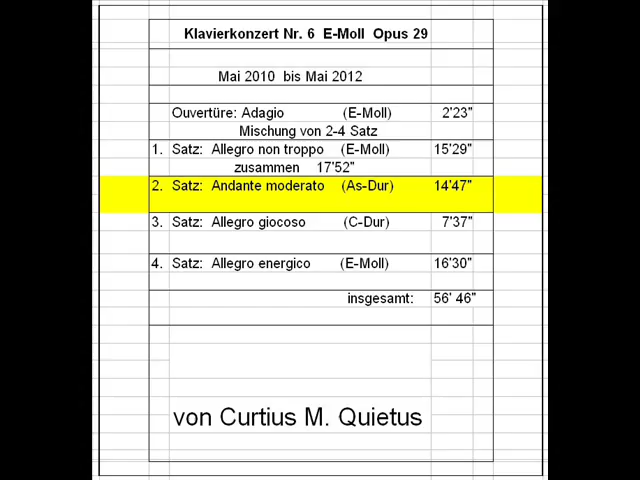 Klavierkonzert Nr. 6 E-Moll Opus 29
Mai 2010 bis Mai 2012
Ouvertüre: Adagio (E-Moll) 2'23"
Mischung von 2-4 Satz
1. Satz: Allegro non troppo (E-Moll) 15'29"
zusammen 17'52"
2. Satz: Andante moderato (As-Dur) 14'47"
3. Satz: Allegro giocoso (C-Dur) 7'37"
4. Satz: Allegro energico (E-Moll) 16'30"
insgesamt: 56' 46"
von Curtius M. Quietus